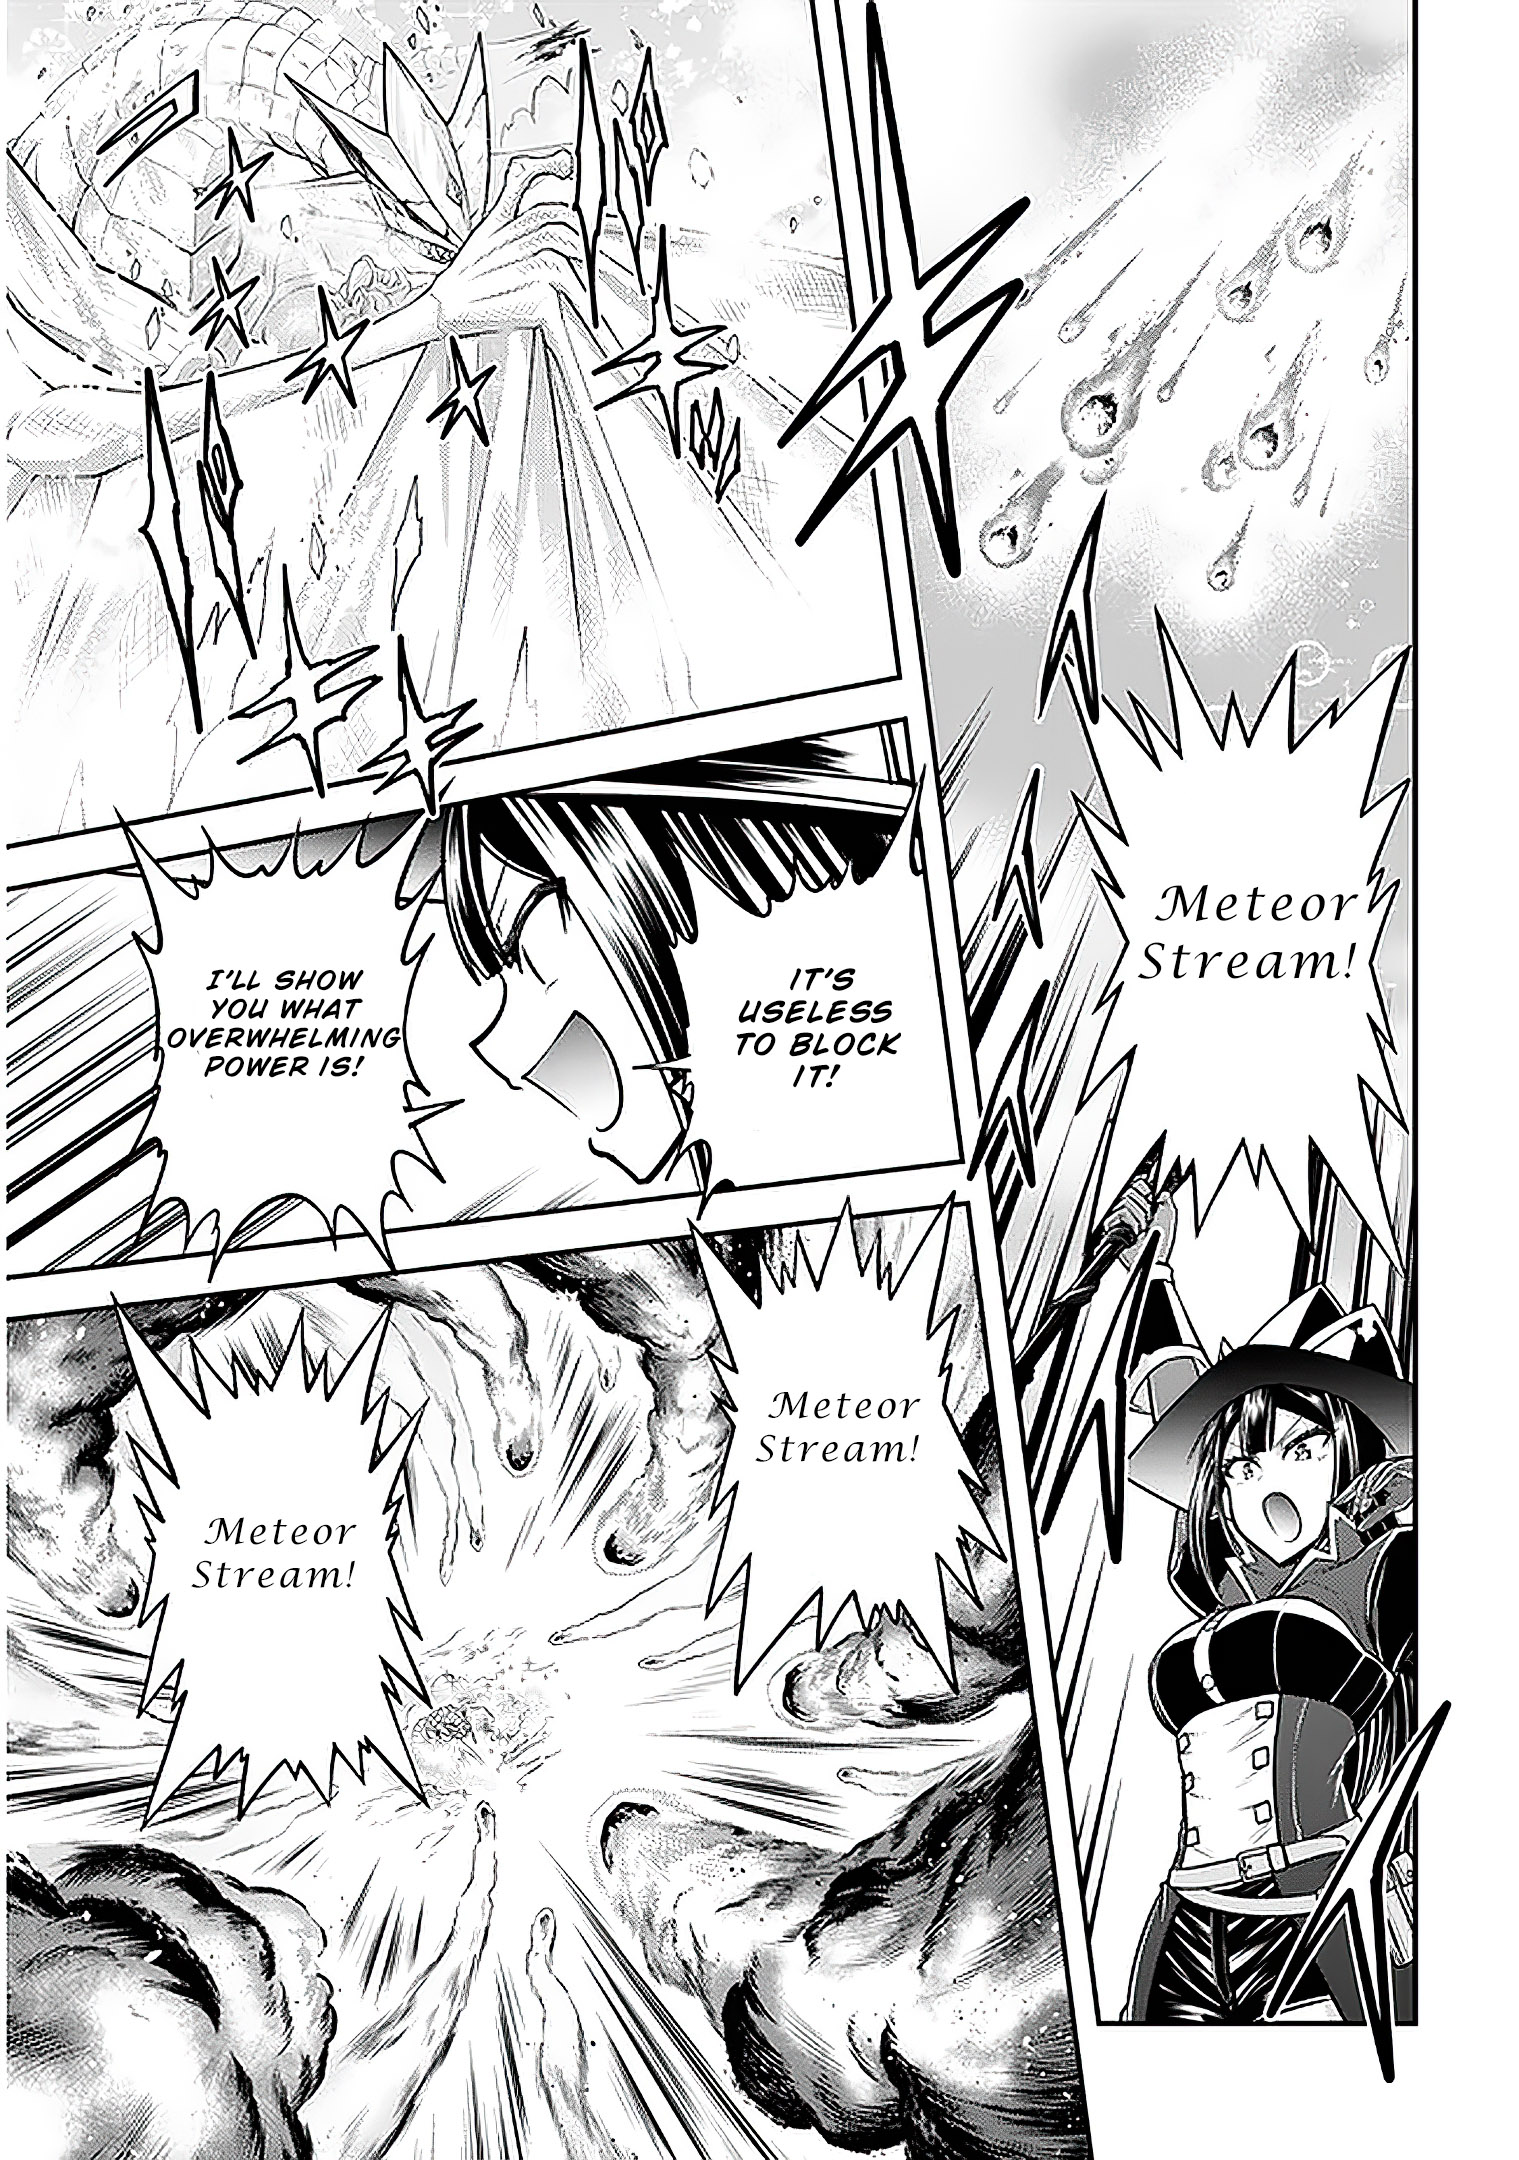 Meteor
Stream!
IT'S
USELESS
TO BLOCK
IT!
I'LL SHOW
YOU WHAT
OVERWHELMING
POWER IS!
Meteor
Stream!
Meteor
Stream!